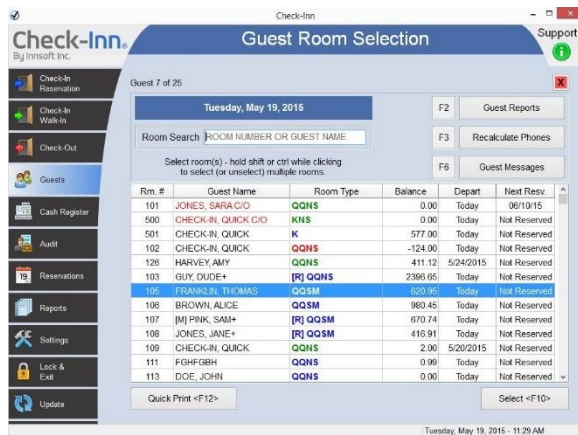 Check-Inn
Check-Inn®
By Innsoft Inc.
Guest Room Selection
Support
Check-In Reservation
Check-In Walk-in
Check-Out
Guests
Cash Register
Audit
19 Reservations
Reports
Settings
Lock & Exit
Update
Guest 7 of 25
X
Tuesday, May 19, 2015
F2 Guest Reports
Room Search ROOM NUMBER OR GUEST NAME.
F3 Recalculate Phones
Select room(s) - hold shift or ctrl while clicking
to select (or unselect) multiple rooms.
F6 Guest Messages
Rm. # Guest Name Room Type Balance Depart Next Resv.
101 JONES, SARA C/O QQNS 0.00 Today 06/10/15
500 CHECK-IN, QUICK C/O KNS 0.00 Today Not Reserved
501 CHECK-IN, QUICK K 577.00 Today Not Reserved
102 CHECK-IN, QUICK QQNS -124.00 Today Not Reserved
126 HARVEY, AMY QQNS 411.12 5/24/2015 Not Reserved
103 GUY, DUDE+ [R] QQNS 2396.65 Today Not Reserved
105 FRANKLIN, THOMAS QQSM 620.95 Today Not Reserved
106 BROWN, ALICE QQSM 980.45 Today Not Reserved
107 [M] PINK, SAM+ [R] QQSM 670.74 Today Not Reserved
108 JONES, JANE+ [R] QQSM 416.91 Today Not Reserved
109 CHECK-IN, QUICK QQNS 2.00 5/20/2015 Not Reserved
111 FGHFGBH QQNS 0.99 Today Not Reserved
113 DOE, JOHN QQNS 0.00 Today Not Reserved
Quick Print <F12>
Select <F10>
Tuesday, May 19, 2015 - 11:29 AM